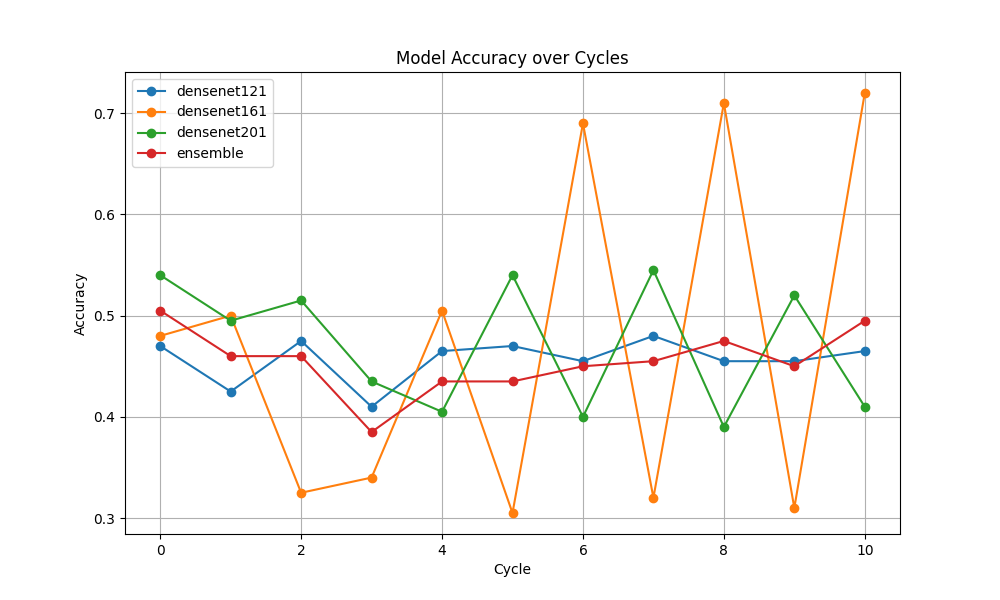 Model Accuracy over Cycles
densenet121
densenet161
densenet201
ensemble
Accuracy
0.7
0.6
0.5
0.4
0.3
0 2 4 6 8 10
Cycle